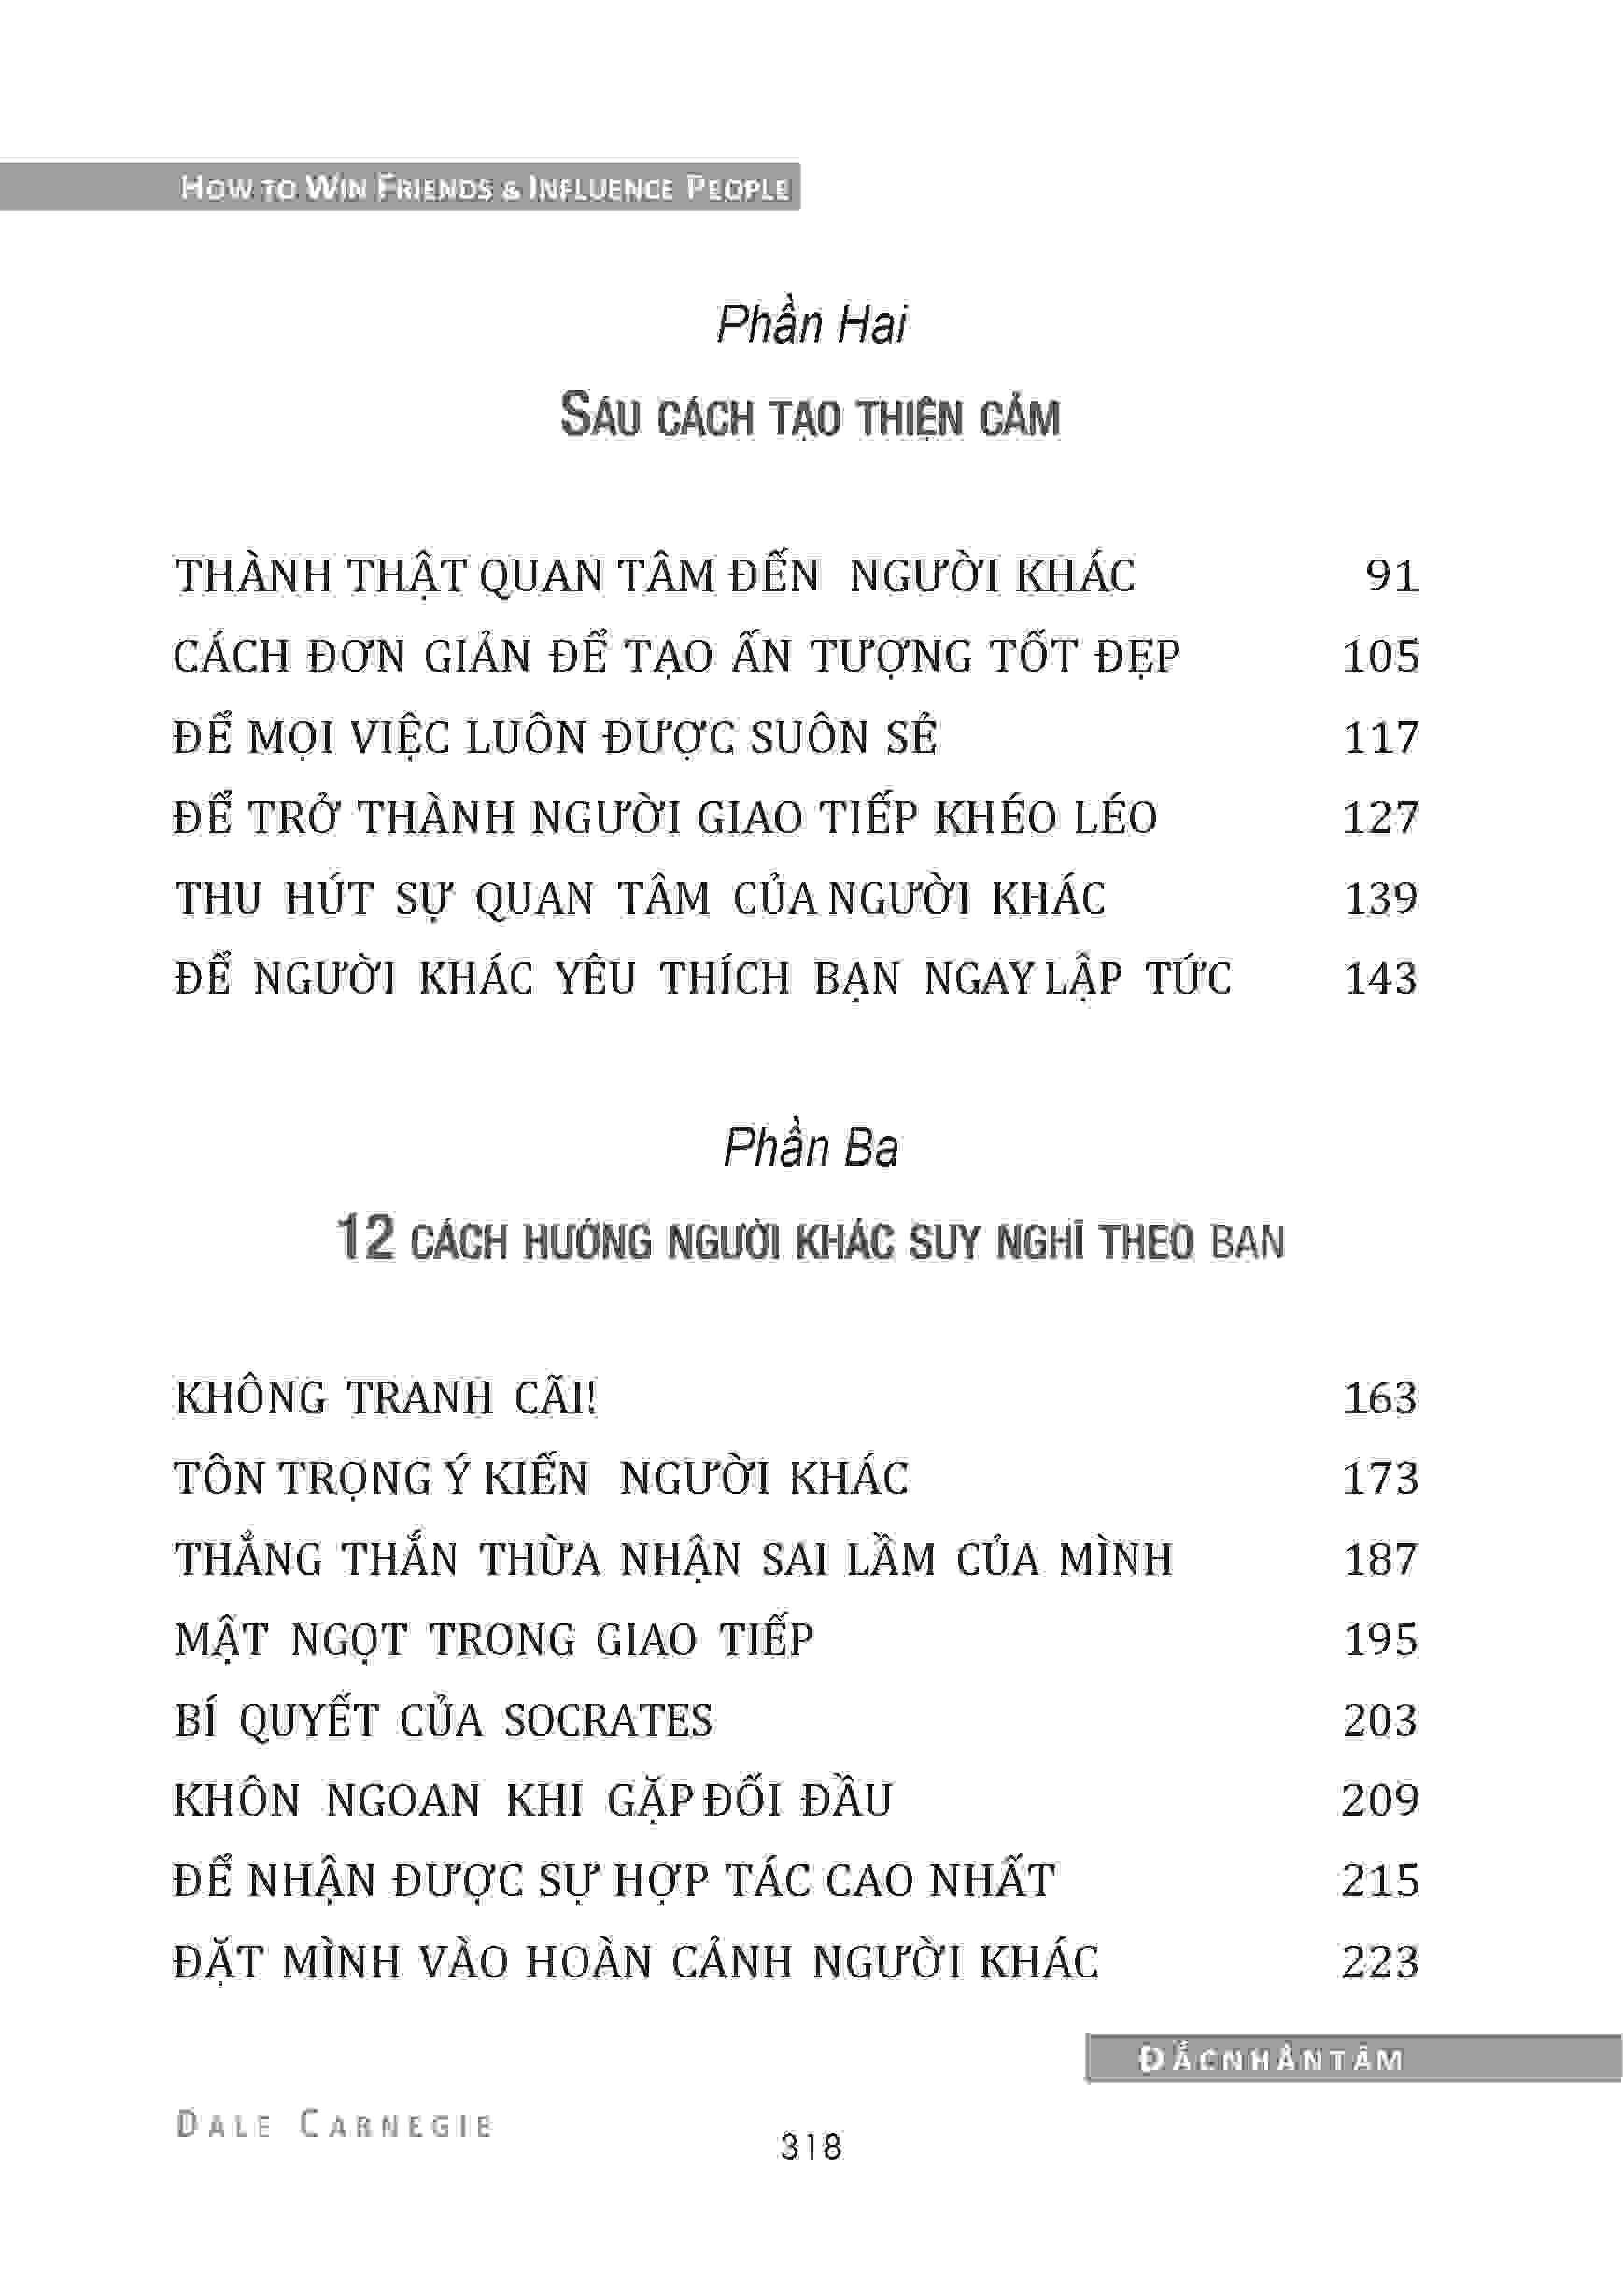 HOW TO WIN FRIENDS & INFLUENCE PEOPLE
Phần Hai
SÁU CÁCH TẠO THIỆN CẢM
THÀNH THẬT QUAN TÂM ĐẾN NGƯỜI KHÁC 91
CÁCH ĐƠN GIẢN ĐỂ TẠO ẤN TƯỢNG TỐT ĐẸP 105
ĐỂ MỌI VIỆC LUÔN ĐƯỢC SUÔN SẺ 117
ĐỂ TRỞ THÀNH NGƯỜI GIAO TIẾP KHÉO LÉO 127
THU HÚT SỰ QUAN TÂM CỦA NGƯỜI KHÁC 139
ĐỂ NGƯỜI KHÁC YÊU THÍCH BẠN NGAY LẬP TỨC 143
Phần Ba
12 CÁCH HƯỚNG NGƯỜI KHÁC SUY NGHĨ THEO BẠN
KHÔNG TRANH CÃI! 163
TÔN TRỌNG Ý KIẾN NGƯỜI KHÁC 173
THẲNG THẮN THỪA NHẬN SAI LẦM CỦA MÌNH 187
MẬT NGỌT TRONG GIAO TIẾP 195
BÍ QUYẾT CỦA SOCRATES 203
KHÔN NGOAN KHI GẶP ĐỐI ĐẦU 209
ĐỂ NHẬN ĐƯỢC SỰ HỢP TÁC CAO NHẤT 215
ĐẶT MÌNH VÀO HOÀN CẢNH NGƯỜI KHÁC 223
ĐẮCNHÂNTÂM
DALE CARNEGIE
318